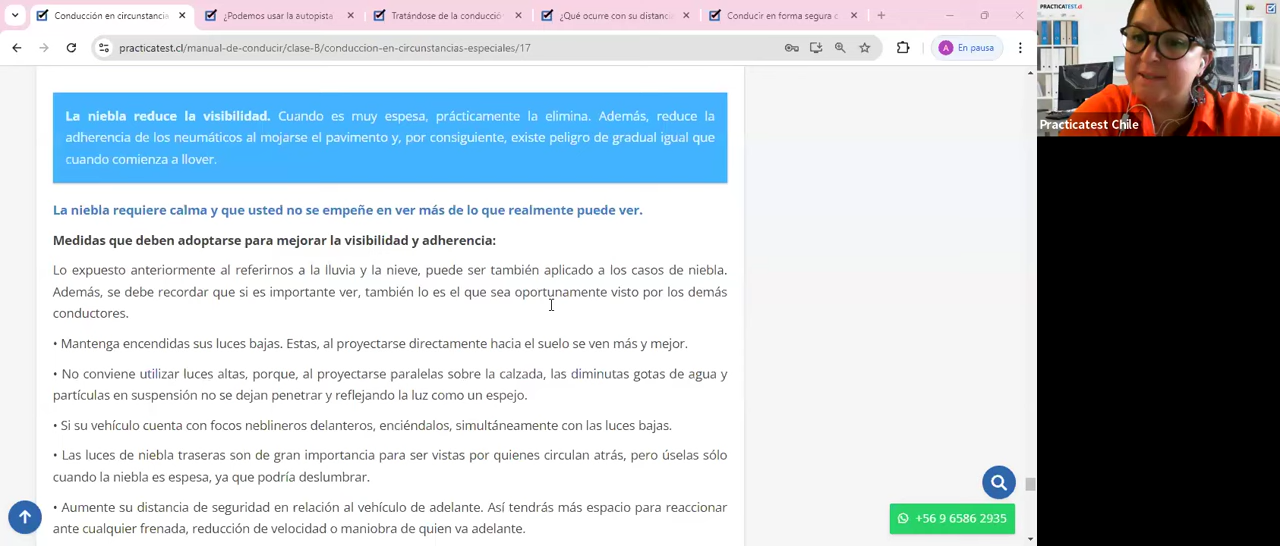 Conducción en circunstancia
¿Podemos usar la autopista
Tratándose de la conducción
¿Qué ocurre con su distanci
Conducir en forma segura c
practicatest.cl/manual-de-conducir/clase-B/conduccion-en-circunstancias-especiales/17
A En pausa
La niebla reduce la visibilidad. Cuando es muy espesa, prácticamente la elimina. Además, reduce la
adherencia de los neumáticos al mojarse el pavimento y, por consiguiente, existe peligro de gradual igual que
cuando comienza a llover.
La niebla requiere calma y que usted no se empeñe en ver más de lo que realmente puede ver.
Medidas que deben adoptarse para mejorar la visibilidad y adherencia:
Lo expuesto anteriormente al referirnos a la lluvia y la nieve, puede ser también aplicado a los casos de niebla.
Además, se debe recordar que si es importante ver, también lo es el que sea oportunamente visto por los demás
conductores.
• Mantenga encendidas sus luces bajas. Estas, al proyectarse directamente hacia el suelo se ven más y mejor.
• No conviene utilizar luces altas, porque, al proyectarse paralelas sobre la calzada, las diminutas gotas de agua y
partículas en suspensión no se dejan penetrar y reflejando la luz como un espejo.
• Si su vehículo cuenta con focos neblineros delanteros, enciéndalos, simultáneamente con las luces bajas.
• Las luces de niebla traseras son de gran importancia para ser vistas por quienes circulan atrás, pero úselas sólo
cuando la niebla es espesa, ya que podría deslumbrar.
• Aumente su distancia de seguridad en relación al vehículo de adelante. Así tendrás más espacio para reaccionar
ante cualquier frenada, reducción de velocidad o maniobra de quien va adelante.
+56 9 6586 2935
PRACTICATEST.CL
Practicatest Chile